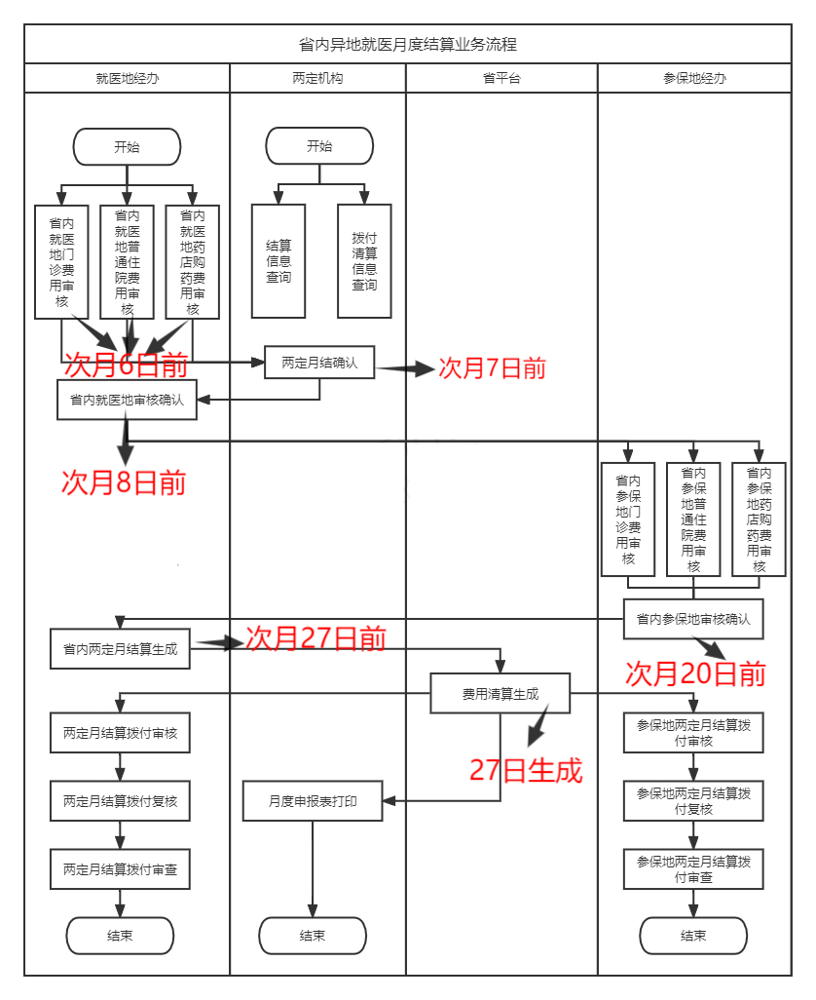 省内异地就医月度结算业务流程
就医地经办
两定机构
省平台
参保地经办
开始
开始
省内
就医
地门
诊费
用审
核
省内
就医
地普
通住
院费
用审
核
省内
就医
地药
店购
药费
用审
核
结算
信息
查询
拨付
清算
信息
查询
次月6日前
两定月结确认
次月7日前
省内就医地审核确认
次月8日前
省内
参保
地门
诊费
用审
核
省内
参保
地普
通住
院费
用审
核
省内
参保
地药
店购
药费
用审
核
省内参保地审核确认
省内两定月结算生成
次月27日前
次月20日前
费用清算生成
两定月结算拨付审核
参保地两定月结算拨
付审核
27日生成
两定月结算拨付复核
月度申报表打印
参保地两定月结算拨
付复核
两定月结算拨付审查
参保地两定月结算拨
付审查
结束
结束
结束